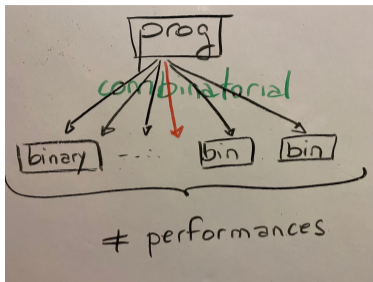 prog
combinatorial
binary ..... bin bin
≠ performances